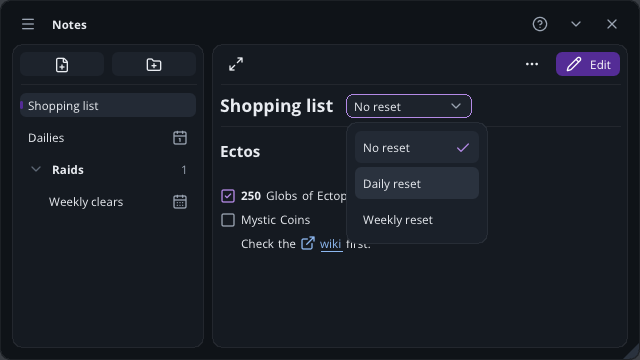 Notes
Edit
Shopping list
Dailies
Raids 1
Weekly clears
Shopping list No reset
No reset
Daily reset
Weekly reset
Ectos
250 Globs of Ectop
Mystic Coins
Check the wiki first.